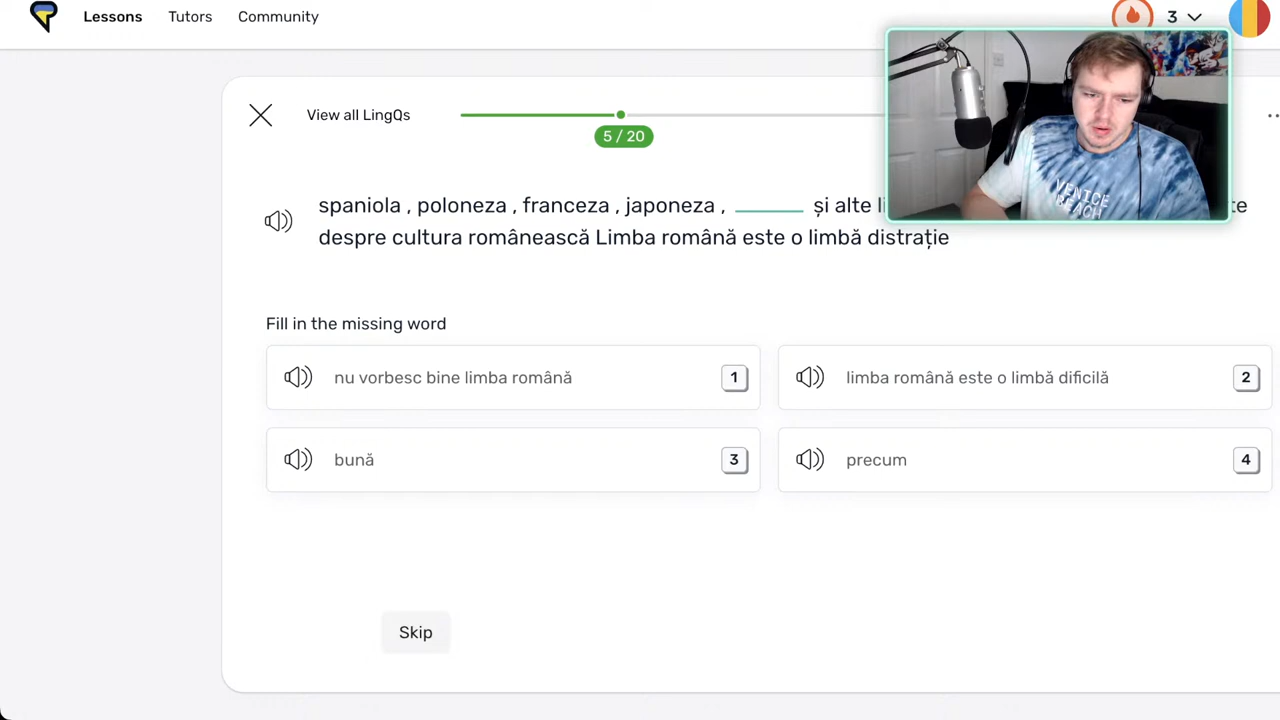 Lessons Tutors Community 3
View all LingQs
5 / 20
spaniola , poloneza , franceza , japoneza , ______ și alte
despre cultura românească Limba română este o limbă distrație
Fill in the missing word
nu vorbesc bine limba română 1
limba română este o limbă dificilă 2
bună 3
precum 4
Skip
VENICE
BEACH